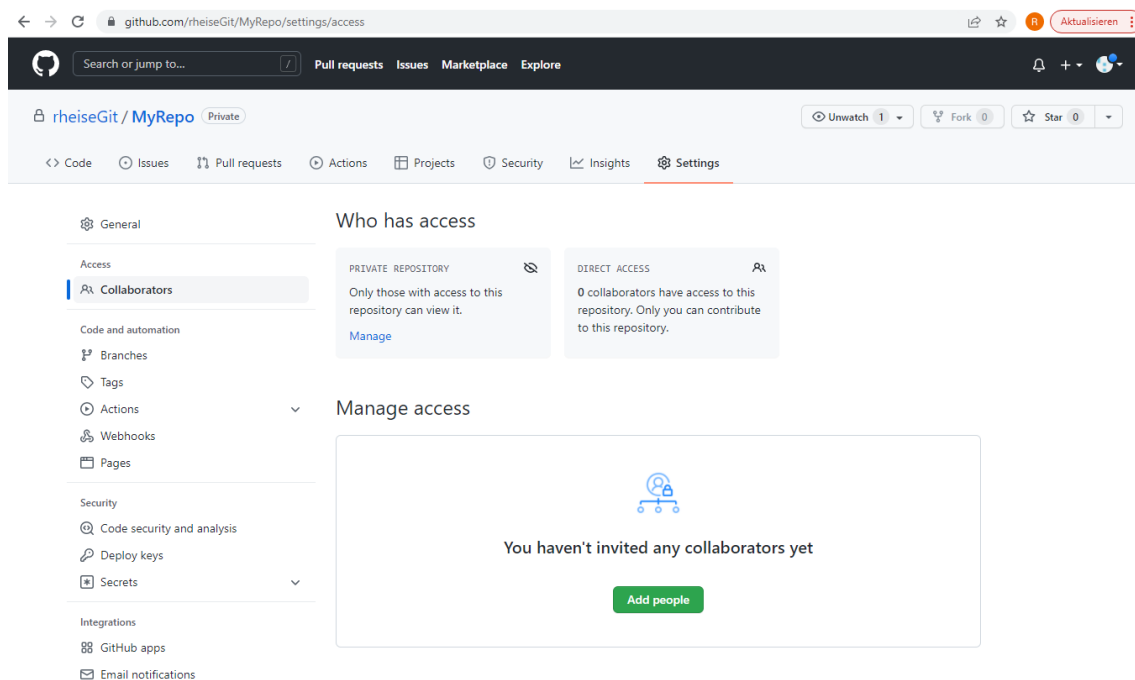 github.com/rheiseGit/MyRepo/settings/access
R
Aktualisieren
Search or jump to...
/
Pull requests Issues Marketplace Explore
rheiseGit / MyRepo Private
Unwatch 1
Fork 0
Star 0
Code Issues Pull requests Actions Projects Security Insights Settings
General
Access
Collaborators
Code and automation
Branches
Tags
Actions
Webhooks
Pages
Security
Code security and analysis
Deploy keys
Secrets
Integrations
GitHub apps
Email notifications
Who has access
PRIVATE REPOSITORY
Only those with access to this
repository can view it.
Manage
DIRECT ACCESS
0 collaborators have access to this
repository. Only you can contribute
to this repository.
Manage access
You haven't invited any collaborators yet
Add people